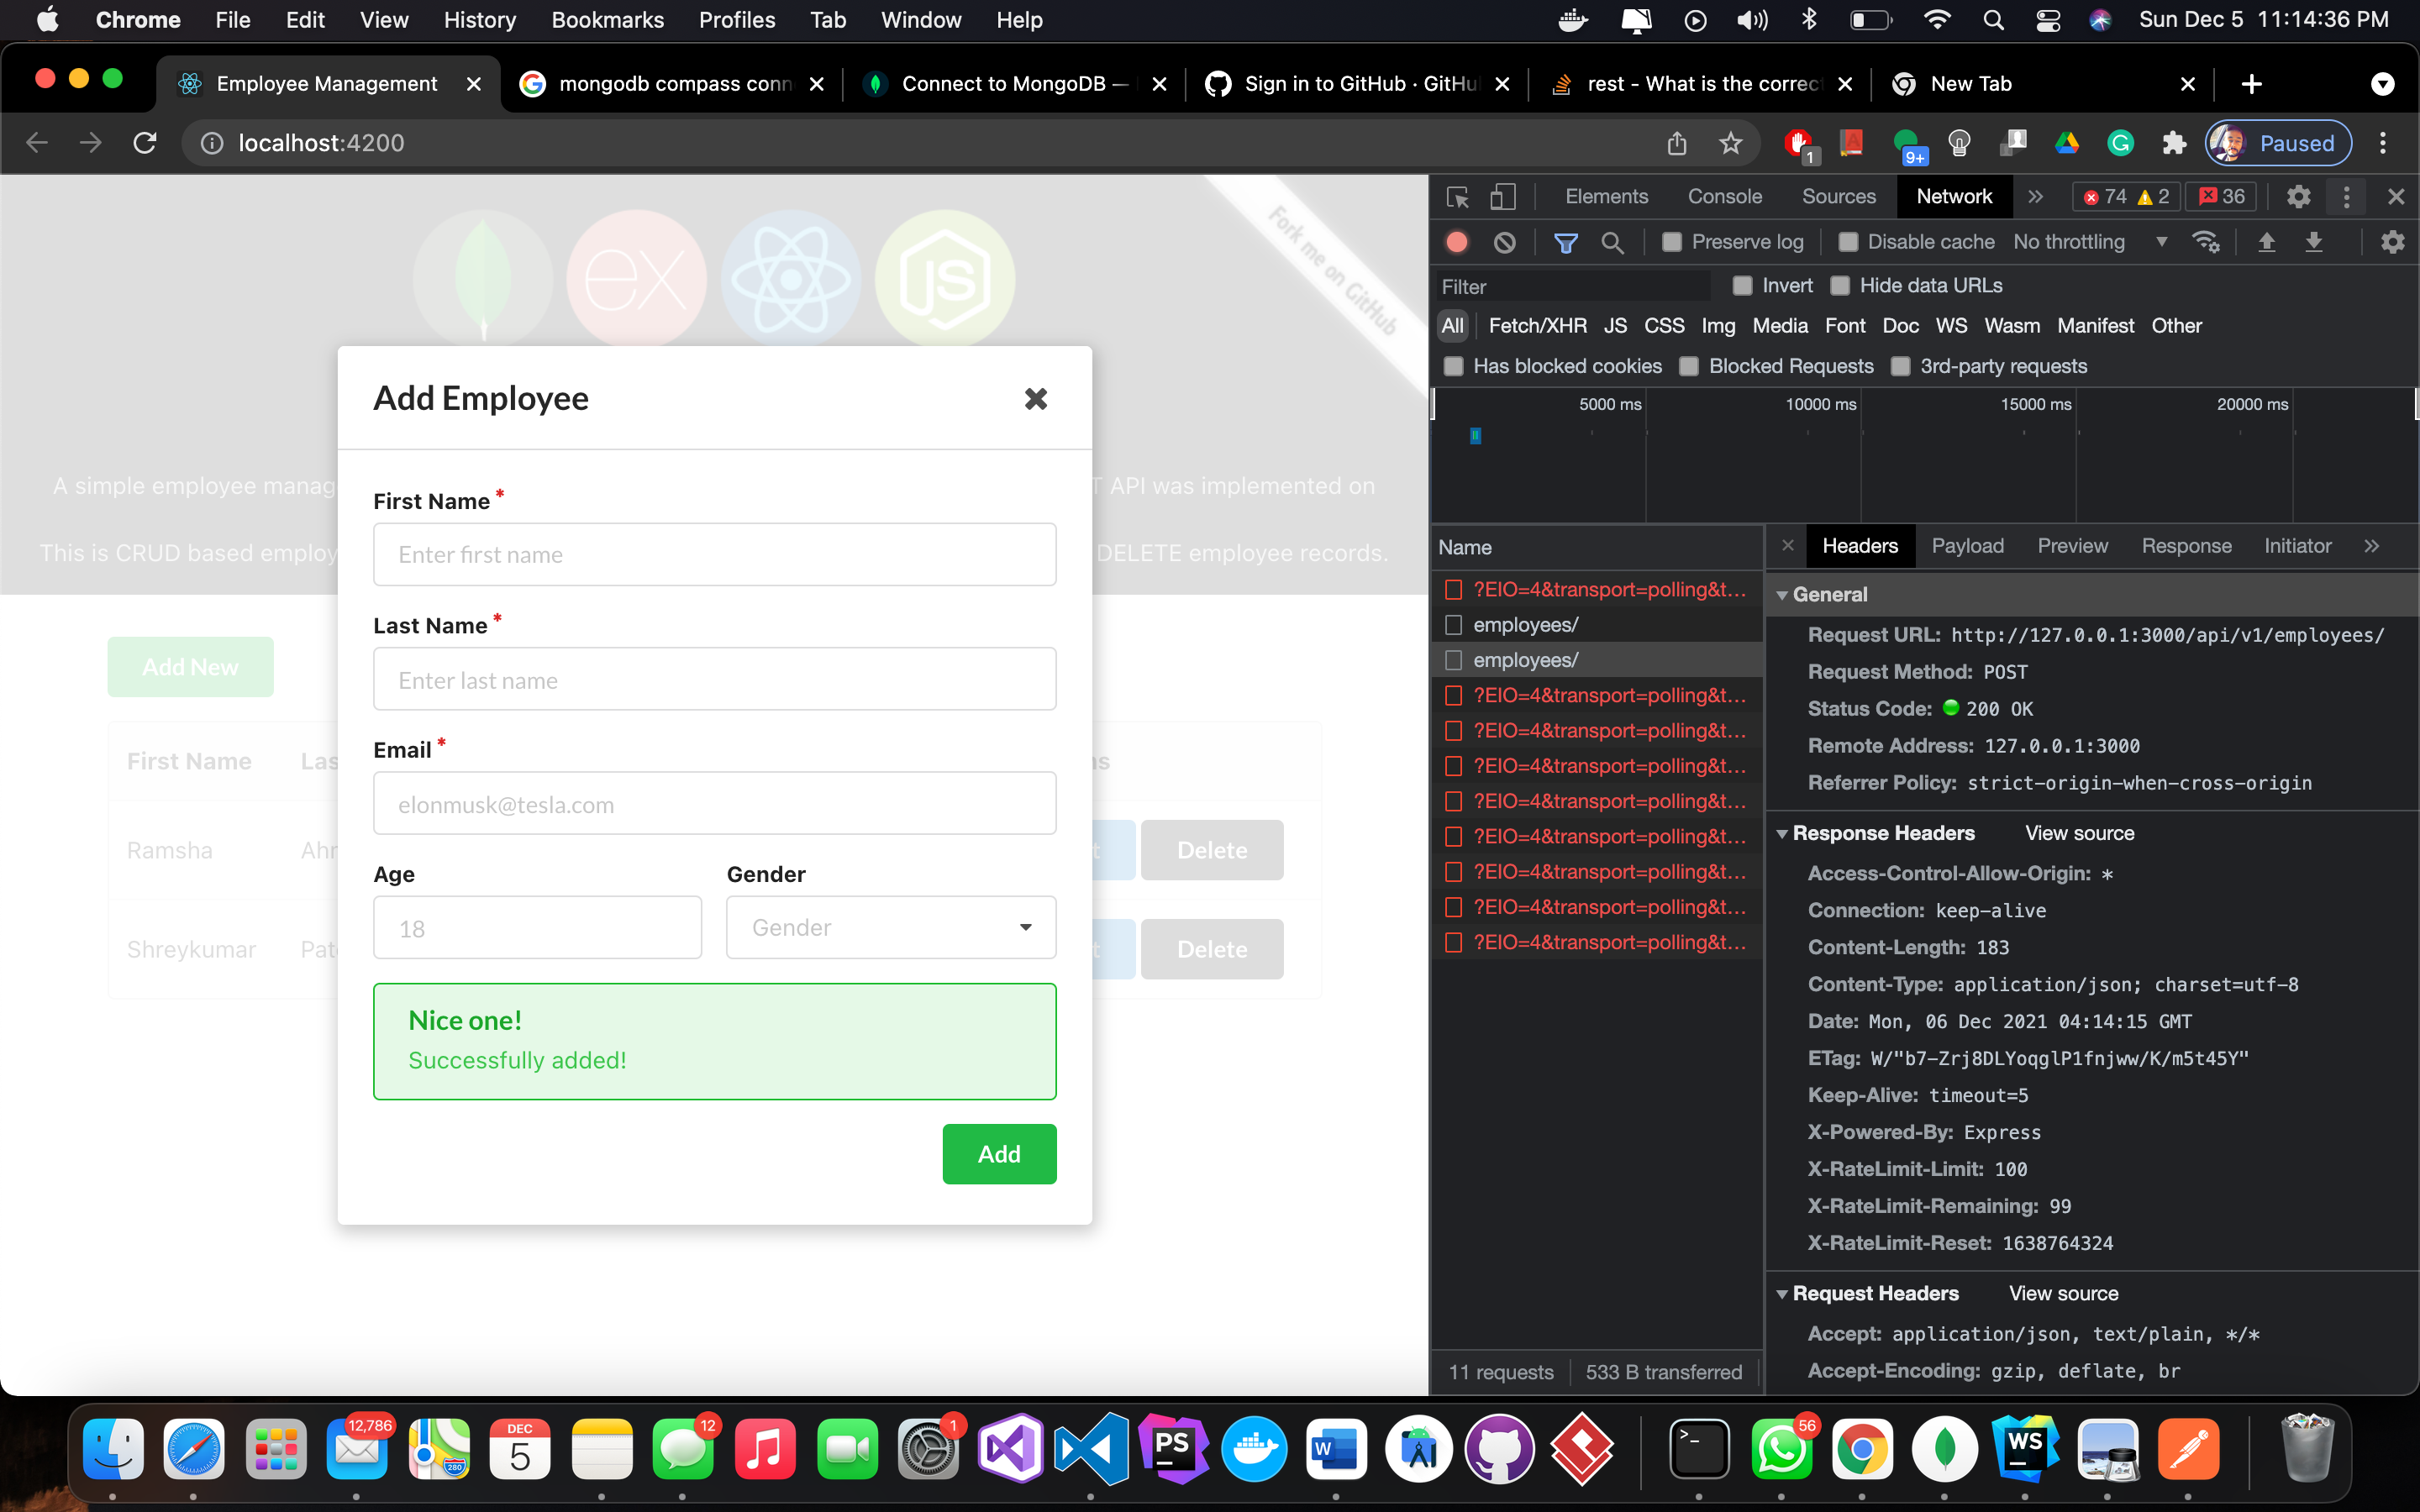 Chrome File Edit View History Bookmarks Profiles Tab Window Help Sun Dec 5 11:14:36 PM
Employee Management mongodb compass conn Connect to MongoDB — Sign in to GitHub · GitHu rest - What is the correct New Tab
localhost:4200 1 9+ Paused
Elements Console Sources Network 74 2 36
Preserve log Disable cache No throttling
Filter Invert Hide data URLs
All Fetch/XHR JS CSS Img Media Font Doc WS Wasm Manifest Other
Has blocked cookies Blocked Requests 3rd-party requests
5000 ms 10000 ms 15000 ms 20000 ms
ex JS
Fork me on GitHub
A simple employee manag
T API was implemented on
This is CRUD based employ
DELETE employee records.
Add New
First Name Las ns
Ramsha Ahr t Delete
Shreykumar Pat t Delete
Add Employee
First Name *
Enter first name
Last Name *
Enter last name
Email *
elonmusk@tesla.com
Age Gender
18 Gender
Nice one!
Successfully added!
Add
Name
?EIO=4&transport=polling&t...
employees/
employees/
?EIO=4&transport=polling&t...
?EIO=4&transport=polling&t...
?EIO=4&transport=polling&t...
?EIO=4&transport=polling&t...
?EIO=4&transport=polling&t...
?EIO=4&transport=polling&t...
?EIO=4&transport=polling&t...
?EIO=4&transport=polling&t...
11 requests 533 B transferred
Headers Payload Preview Response Initiator
General
Request URL: http://127.0.0.1:3000/api/v1/employees/
Request Method: POST
Status Code: 200 OK
Remote Address: 127.0.0.1:3000
Referrer Policy: strict-origin-when-cross-origin
Response Headers View source
Access-Control-Allow-Origin: *
Connection: keep-alive
Content-Length: 183
Content-Type: application/json; charset=utf-8
Date: Mon, 06 Dec 2021 04:14:15 GMT
ETag: W/"b7-Zrj8DLYoqglP1fnjww/K/m5t45Y"
Keep-Alive: timeout=5
X-Powered-By: Express
X-RateLimit-Limit: 100
X-RateLimit-Remaining: 99
X-RateLimit-Reset: 1638764324
Request Headers View source
Accept: application/json, text/plain, */*
Accept-Encoding: gzip, deflate, br
12,786 280 DEC 5 12 1 PS W >_ 56 WS